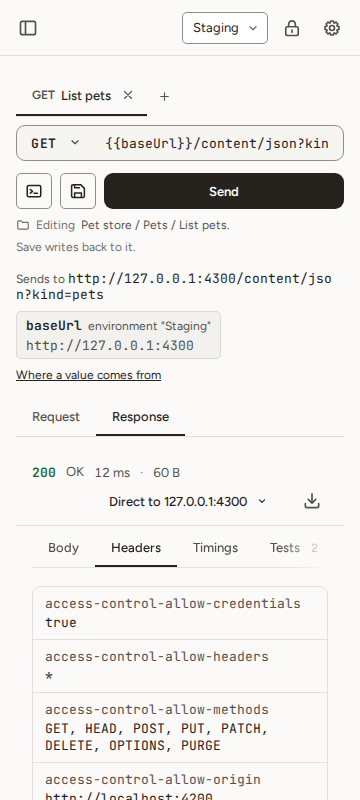 Staging
GET List pets
GET {{baseUrl}}/content/json?kin
Send
Editing Pet store / Pets / List pets.
Save writes back to it.
Sends to http://127.0.0.1:4300/content/jso
n?kind=pets
baseUrl environment "Staging"
http://127.0.0.1:4300
Where a value comes from
Request Response
200 OK 12 ms · 60 B
Direct to 127.0.0.1:4300
Body Headers Timings Tests 2
access-control-allow-credentials
true
access-control-allow-headers
*
access-control-allow-methods
GET, HEAD, POST, PUT, PATCH,
DELETE, OPTIONS, PURGE
access-control-allow-origin
http://localhost:4200